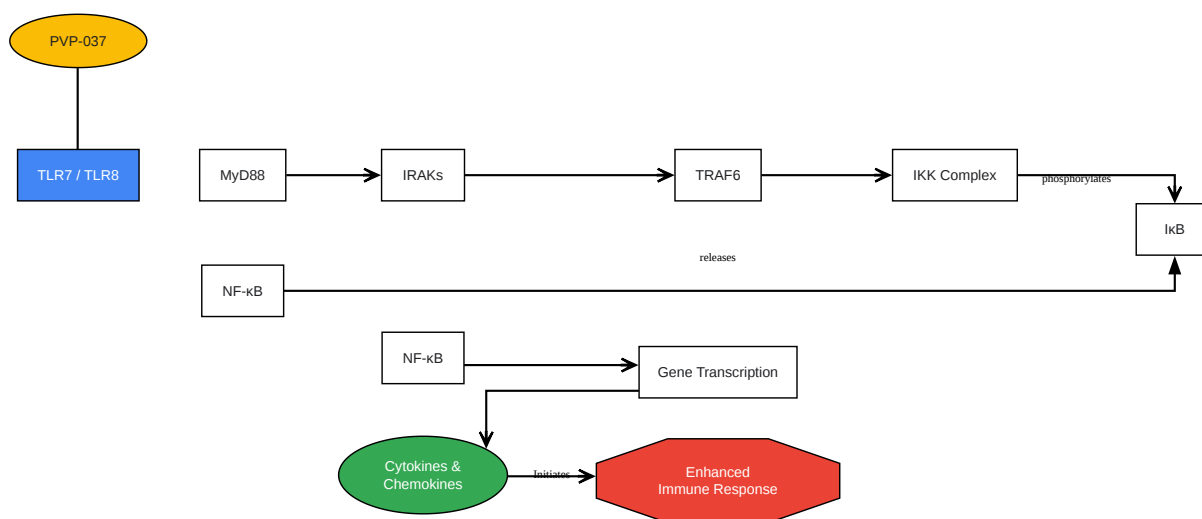 PVP-037
TLR7 / TLR8
MyD88
IRAKs
TRAF6
IKK Complex
phosphorylates
IκB
releases
NF-κB
NF-κB
Gene Transcription
Cytokines &
Chemokines
Initiates
Enhanced
Immune Response